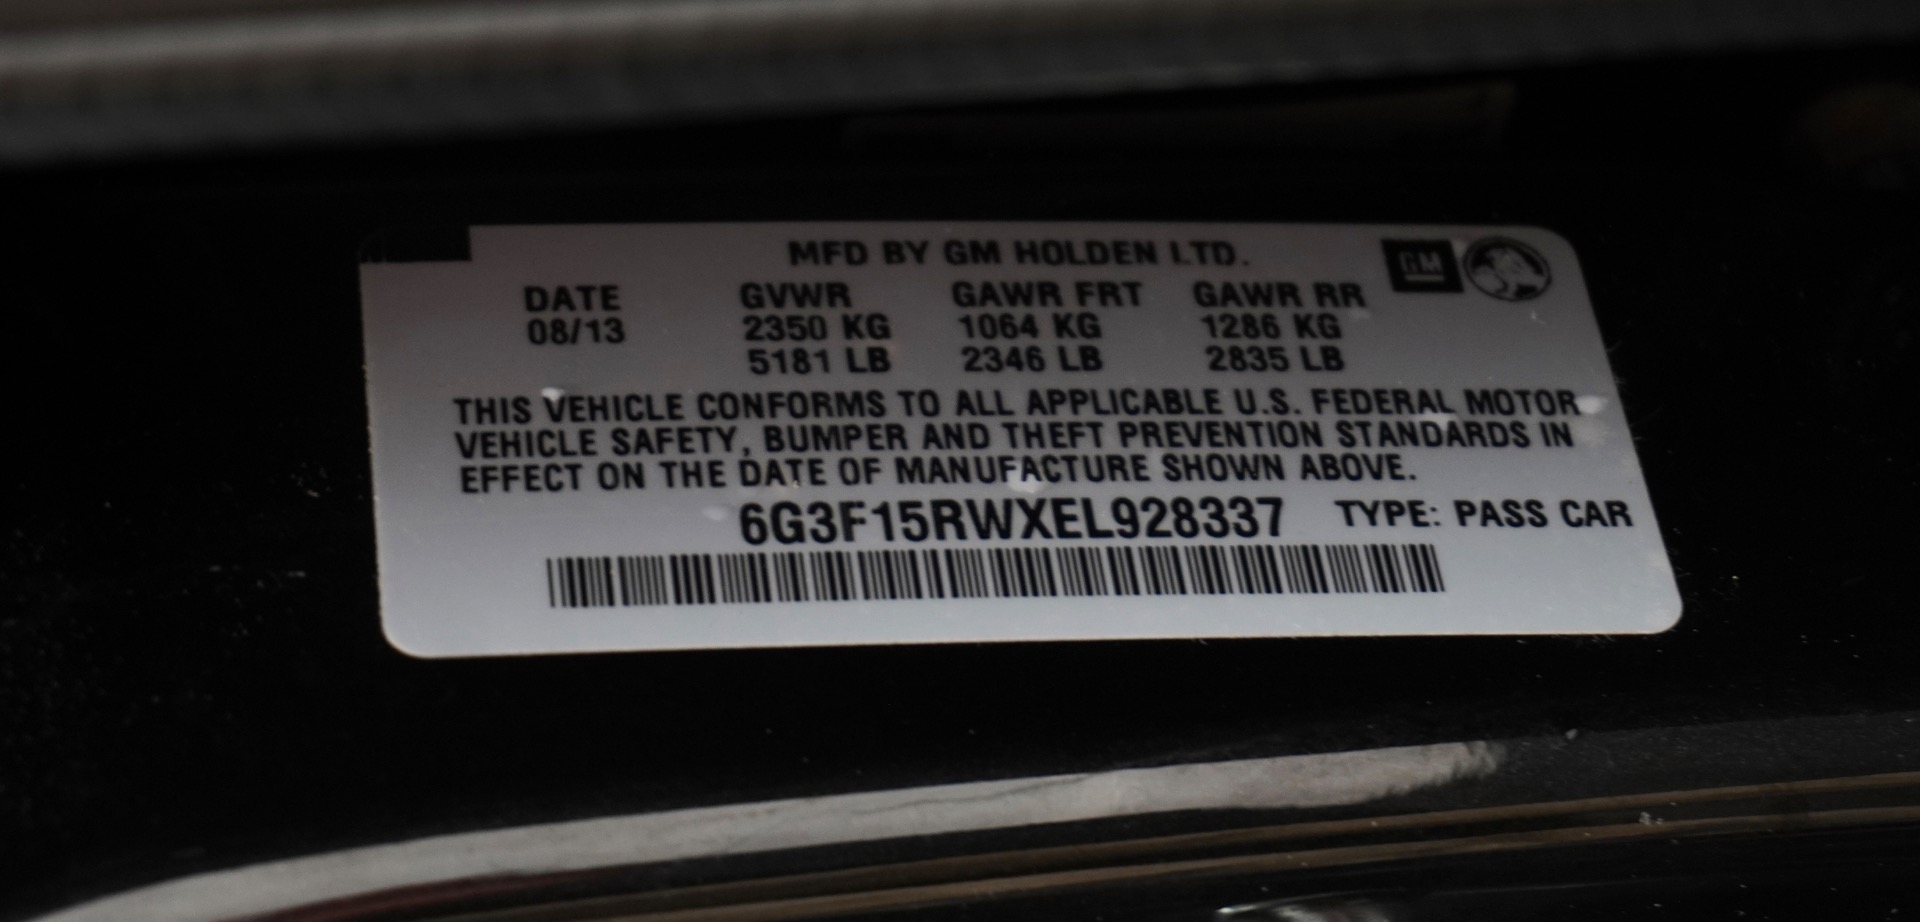 MFD BY GM HOLDEN LTD.
GM
DATE GVWR GAWR FRT GAWR RR
08/13 2350 KG 1064 KG 1286 KG
5181 LB 2346 LB 2835 LB
THIS VEHICLE CONFORMS TO ALL APPLICABLE U.S. FEDERAL MOTOR
VEHICLE SAFETY, BUMPER AND THEFT PREVENTION STANDARDS IN
EFFECT ON THE DATE OF MANUFACTURE SHOWN ABOVE.
6G3F15RWXEL928337 TYPE: PASS CAR